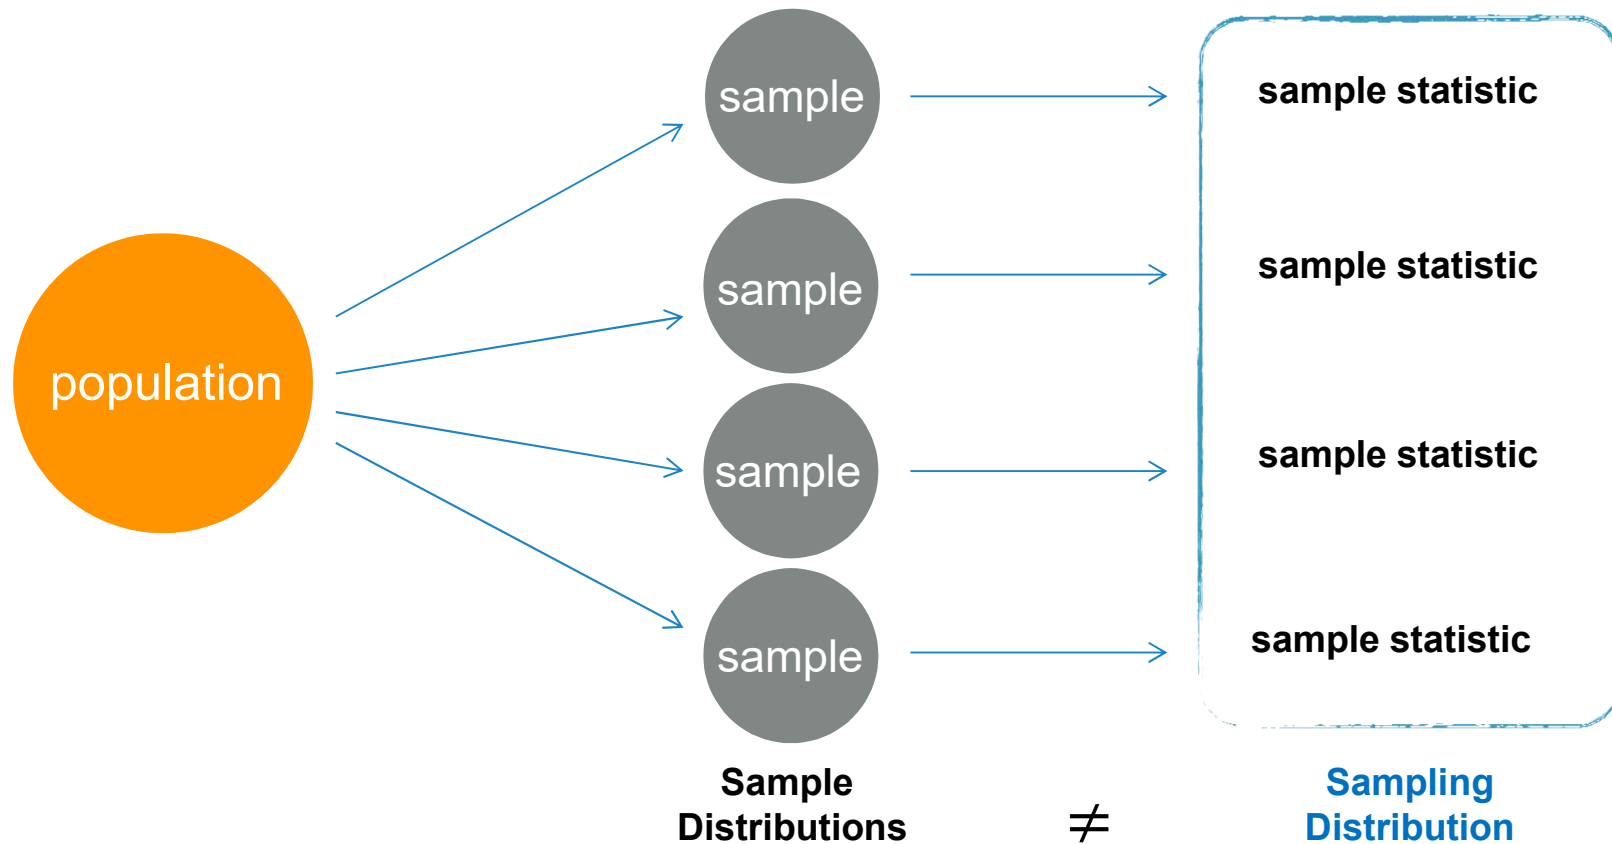 population
sample
sample statistic
sample
sample statistic
sample
sample statistic
sample
sample statistic
Sample
Distributions
≠
Sampling
Distribution